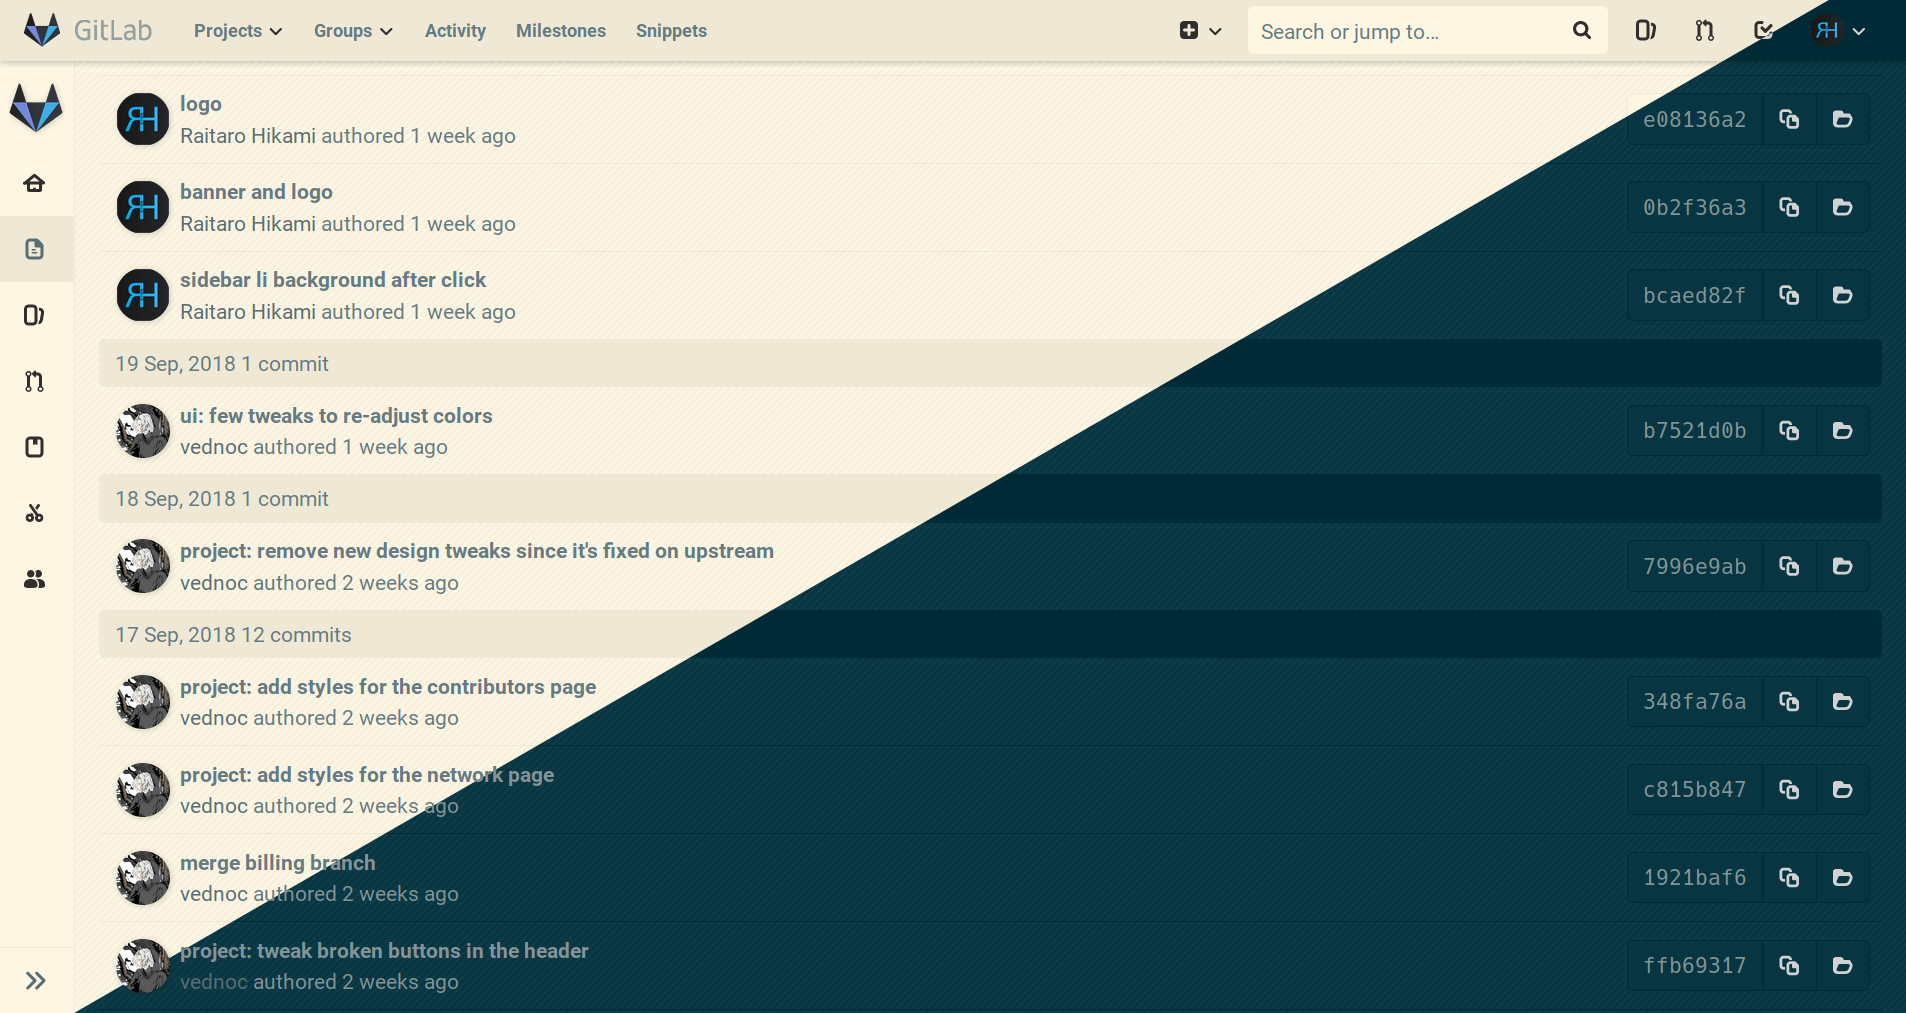 GitLab Projects Groups Activity Milestones Snippets Search or jump to... RH
logo
Raitaro Hikami authored 1 week ago
e08136a2
banner and logo
Raitaro Hikami authored 1 week ago
0b2f36a3
sidebar li background after click
Raitaro Hikami authored 1 week ago
bcaed82f
19 Sep, 2018 1 commit
ui: few tweaks to re-adjust colors
vednoc authored 1 week ago
b7521d0b
18 Sep, 2018 1 commit
project: remove new design tweaks since it's fixed on upstream
vednoc authored 2 weeks ago
7996e9ab
17 Sep, 2018 12 commits
project: add styles for the contributors page
vednoc authored 2 weeks ago
348fa76a
project: add styles for the network page
vednoc authored 2 weeks ago
c815b847
merge billing branch
vednoc authored 2 weeks ago
1921baf6
project: tweak broken buttons in the header
vednoc authored 2 weeks ago
ffb69317